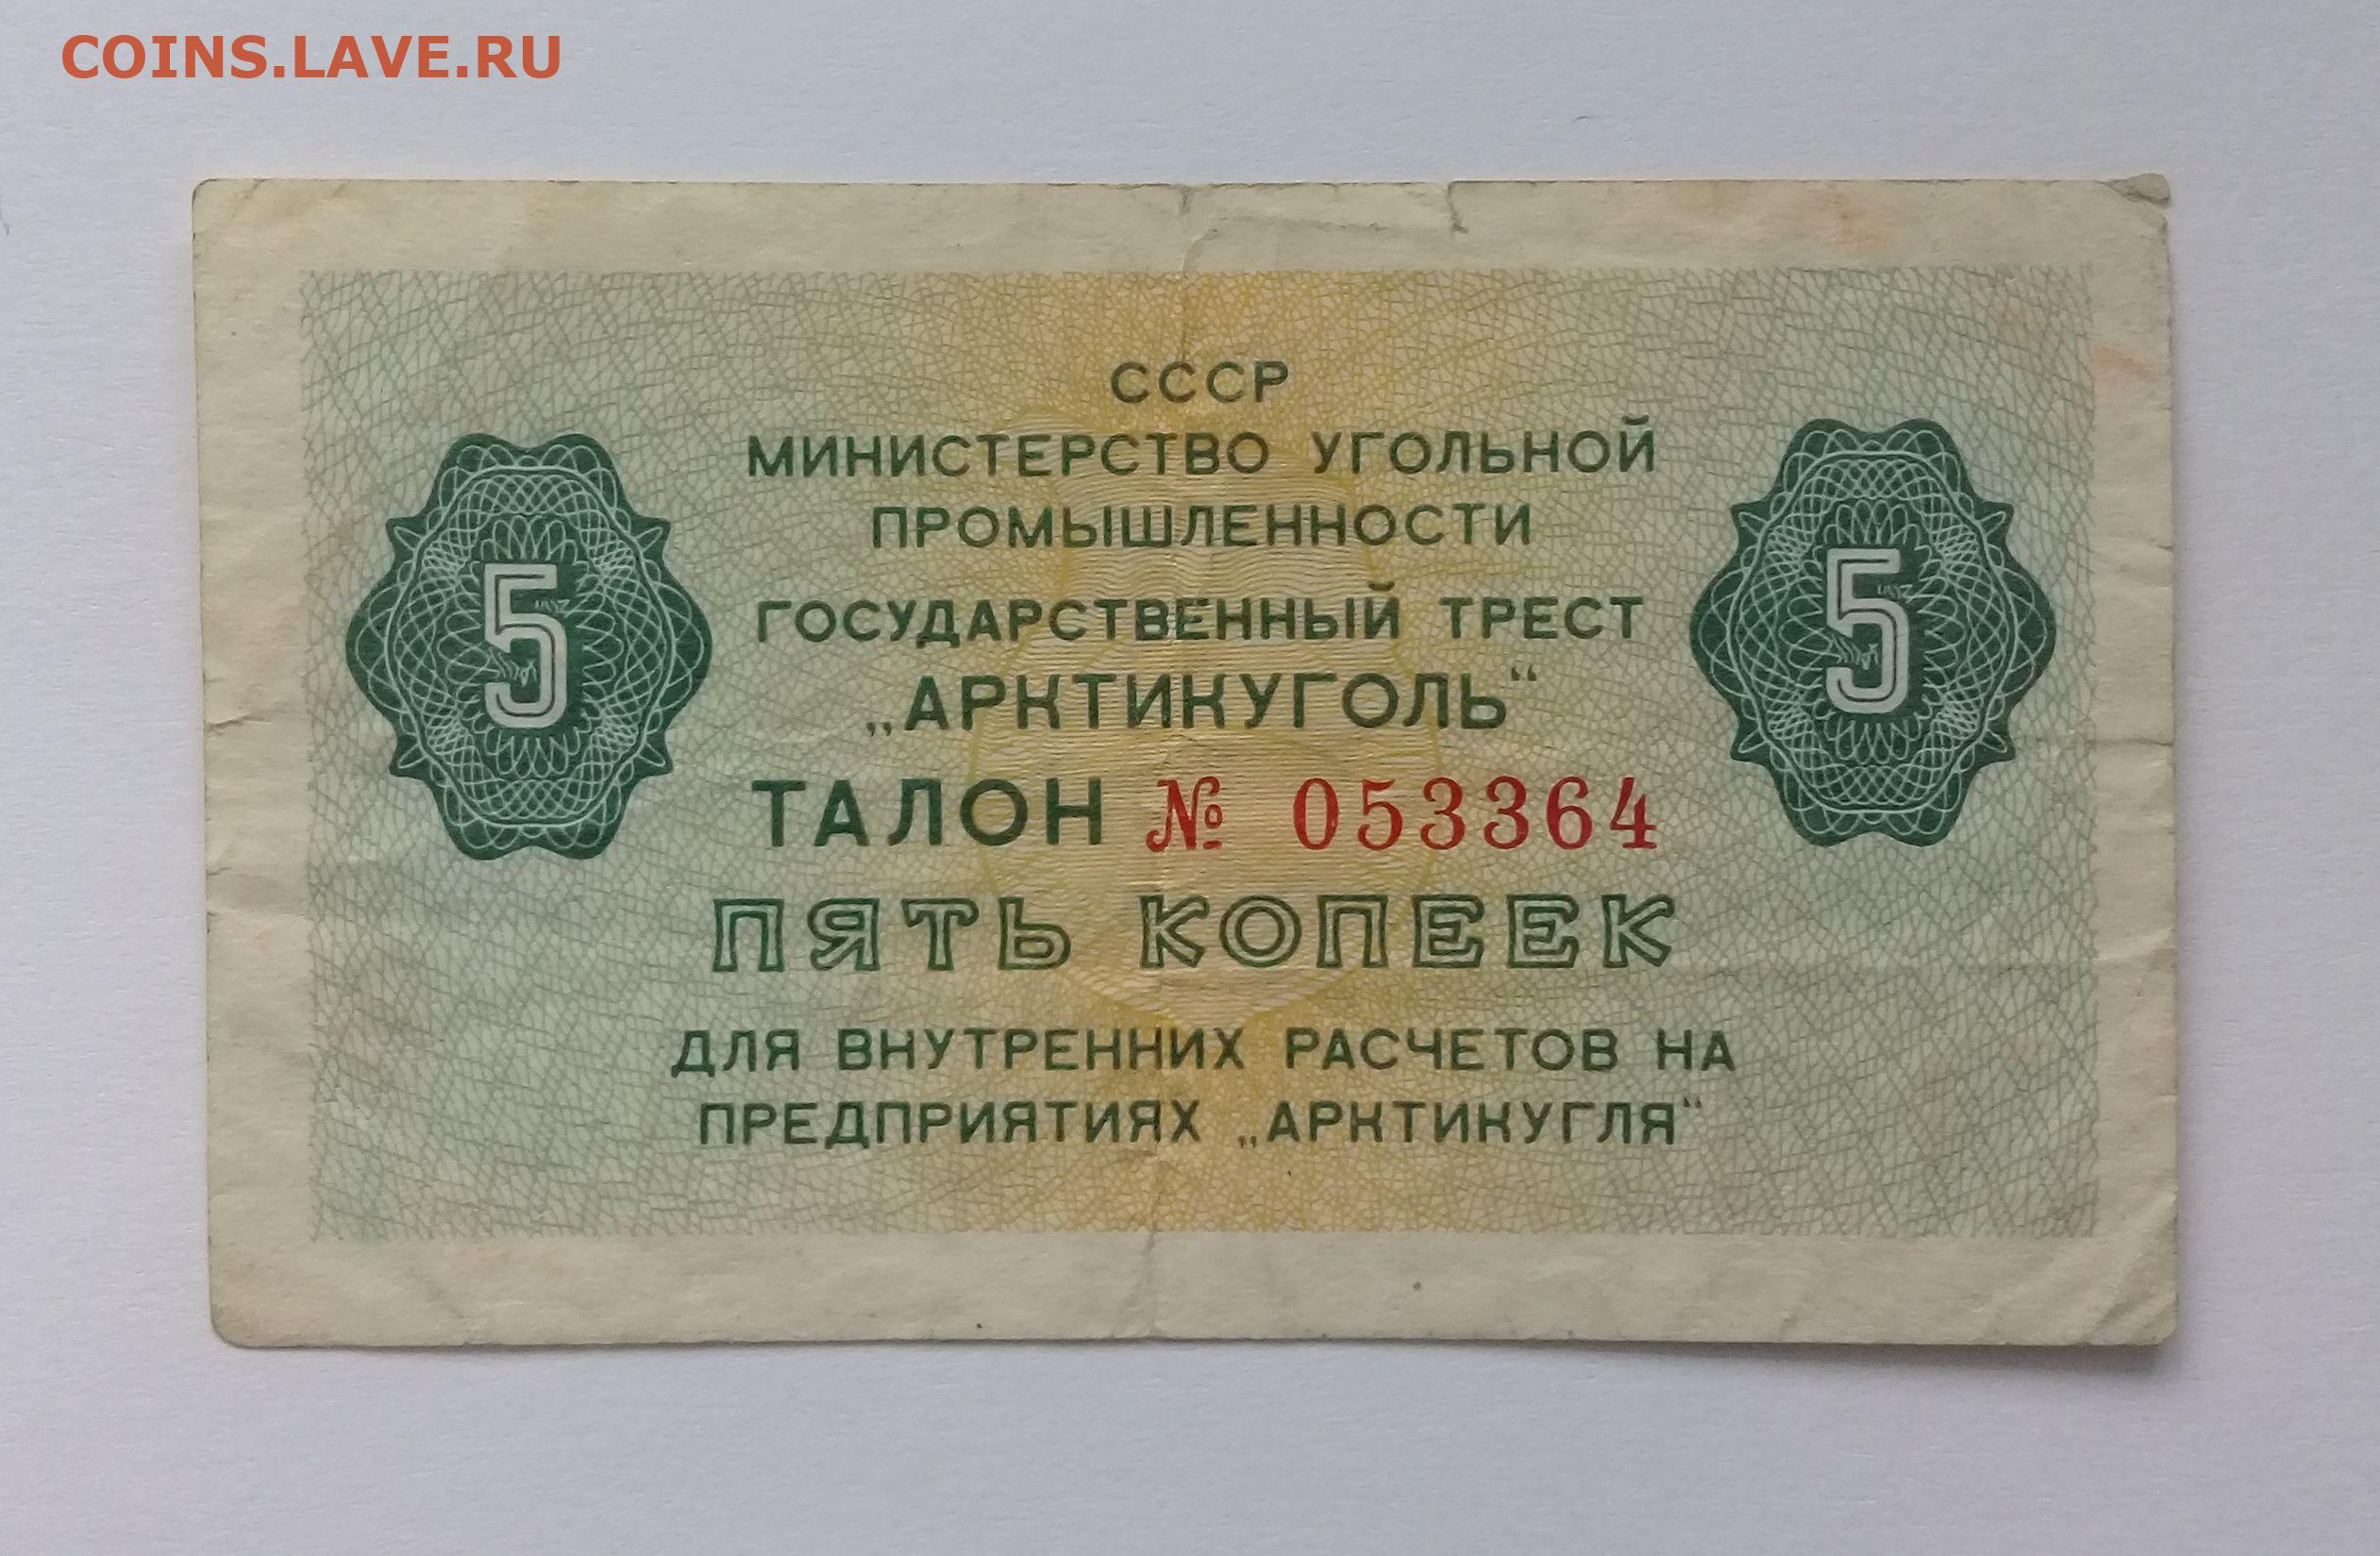 COINS.LAVE.RU
СССР
МИНИСТЕРСТВО УГОЛЬНОЙ
ПРОМЫШЛЕННОСТИ
ГОСУДАРСТВЕННЫЙ ТРЕСТ
„АРКТИКУГОЛЬ“
5 5
ТАЛОН № 053364
ПЯТЬ КОПЕЕК
ДЛЯ ВНУТРЕННИХ РАСЧЕТОВ НА
ПРЕДПРИЯТИЯХ „АРКТИКУГЛЯ“